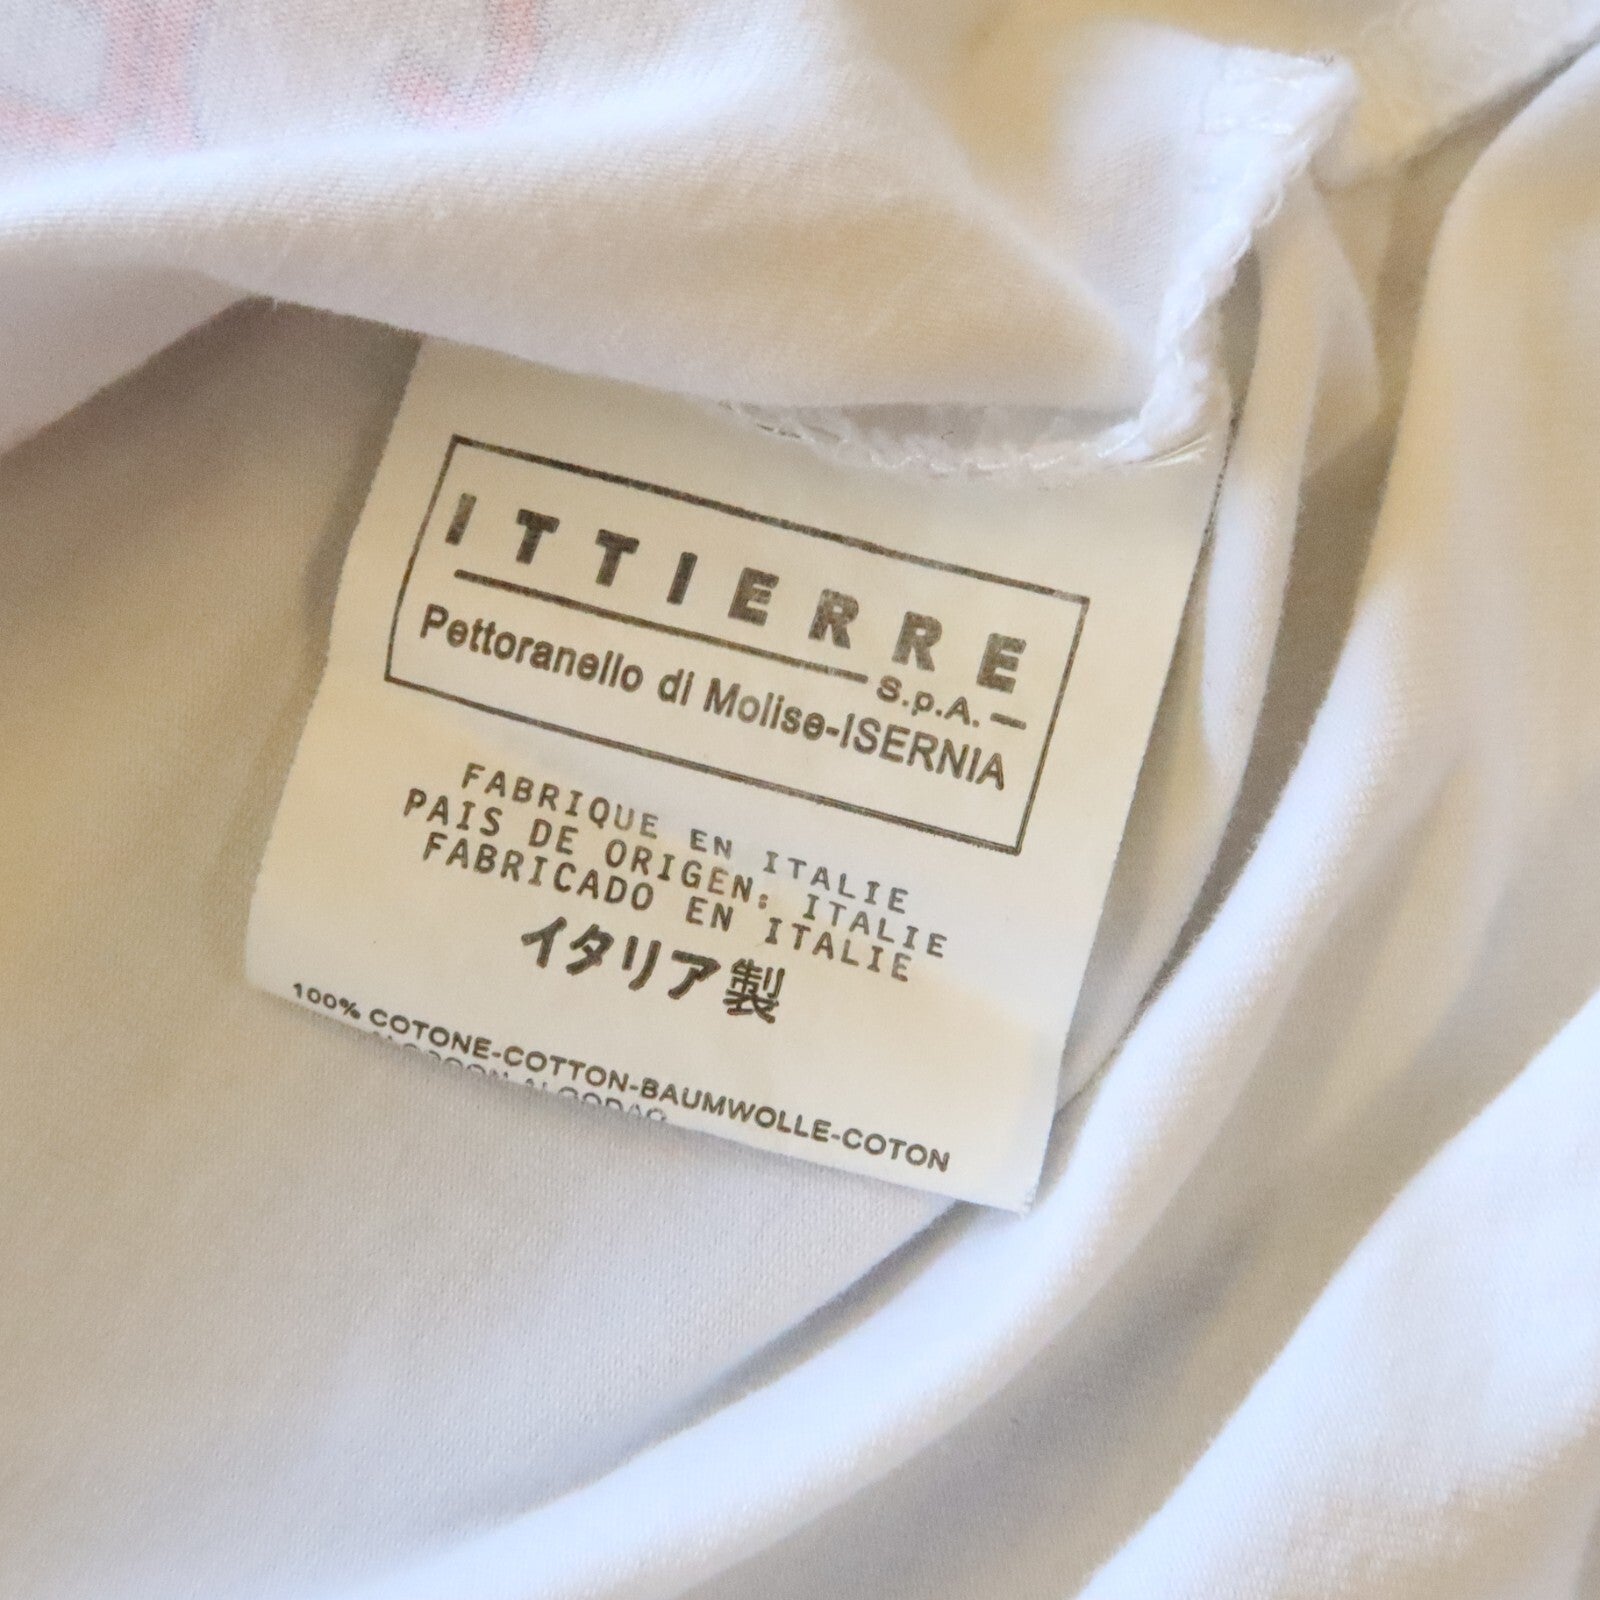 ITTIERRE
S.p.A.
Pettoranello di Molise-ISERNIA
FABRIQUE EN ITALIE
PAIS DE ORIGEN: ITALIE
FABRICADO EN ITALIE
イタリア製
100% COTONE-COTTON-BAUMWOLLE-COTON